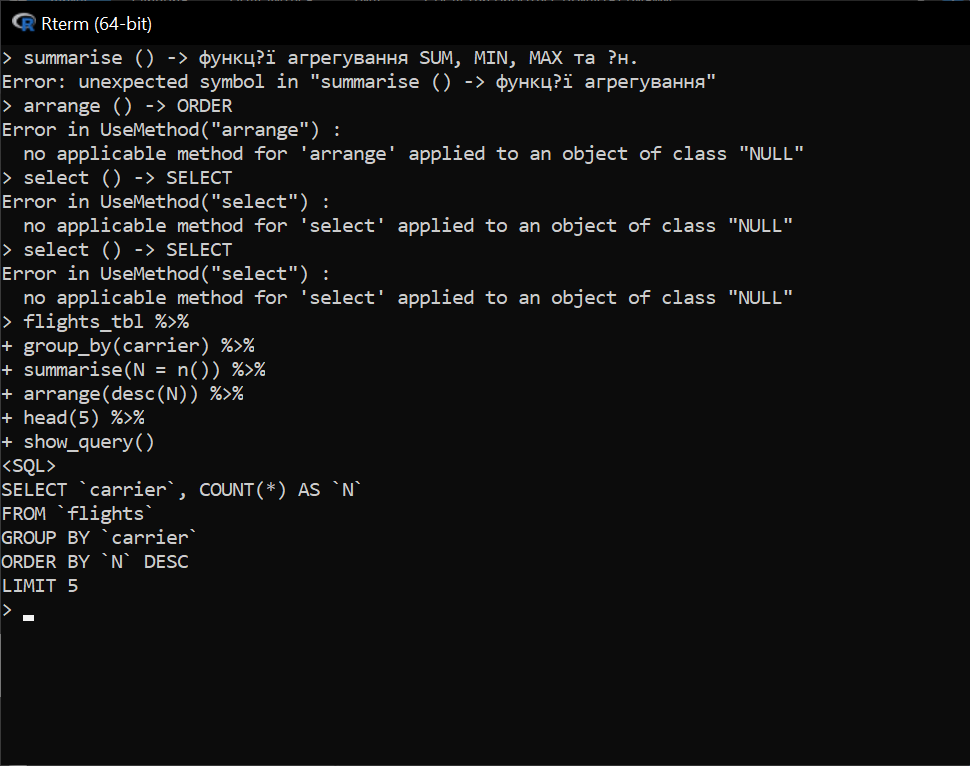 Rterm (64-bit)
> summarise () -> функц?ї агрегування SUM, MIN, MAX та ?н.
Error: unexpected symbol in "summarise () -> функц?ї агрегування"
> arrange () -> ORDER
Error in UseMethod("arrange") :
  no applicable method for 'arrange' applied to an object of class "NULL"
> select () -> SELECT
Error in UseMethod("select") :
  no applicable method for 'select' applied to an object of class "NULL"
> select () -> SELECT
Error in UseMethod("select") :
  no applicable method for 'select' applied to an object of class "NULL"
> flights_tbl %>%
+ group_by(carrier) %>%
+ summarise(N = n()) %>%
+ arrange(desc(N)) %>%
+ head(5) %>%
+ show_query()
<SQL>
SELECT `carrier`, COUNT(*) AS `N`
FROM `flights`
GROUP BY `carrier`
ORDER BY `N` DESC
LIMIT 5
>